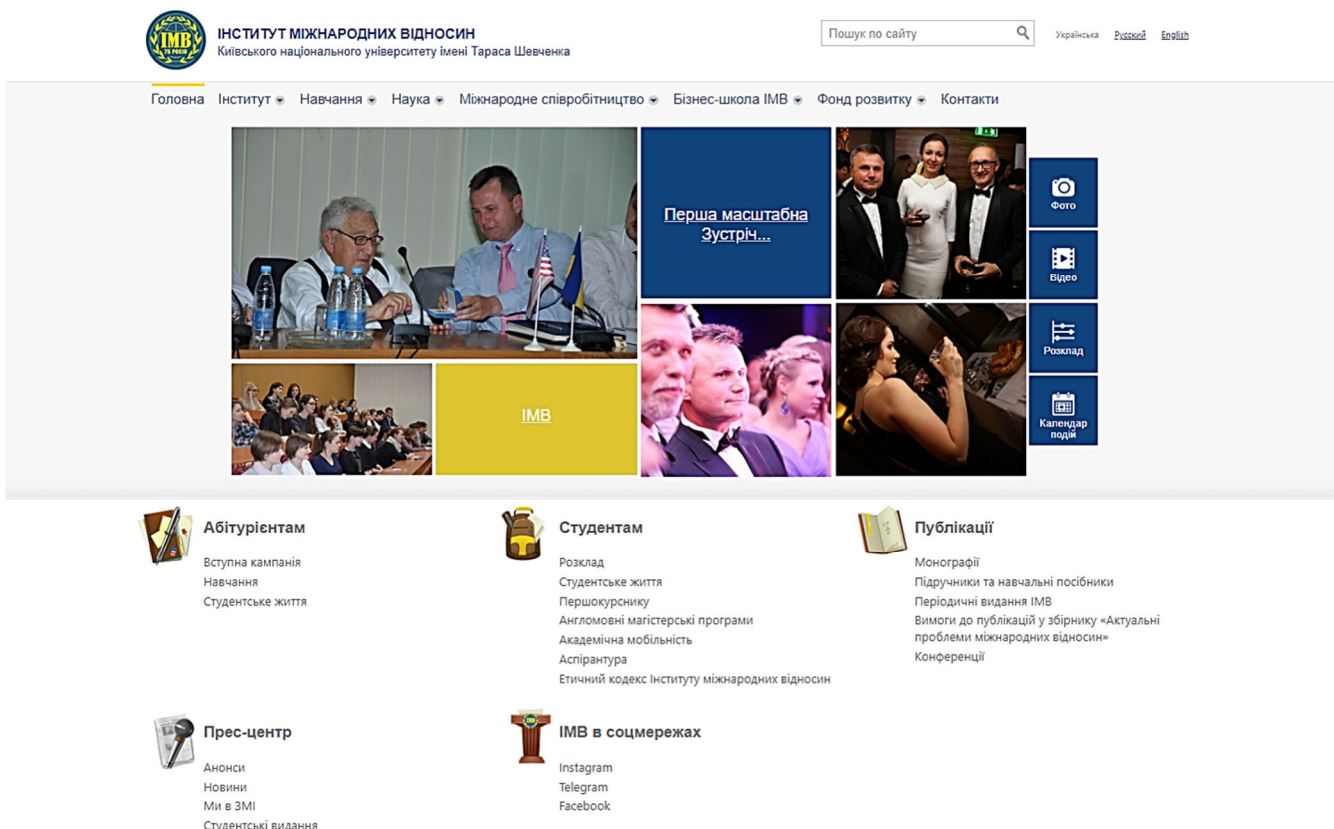 ІМВ
75 РОКІВ
ІНСТИТУТ МІЖНАРОДНИХ ВІДНОСИН
Київського національного університету імені Тараса Шевченка
Пошук по сайту
Українська Русский English
Головна Інститут Навчання Наука Міжнародне співробітництво Бізнес-школа ІМВ Фонд розвитку Контакти
Перша масштабна
Зустріч...
ІМВ
Фото
Відео
Розклад
Календар
подій
Абітурієнтам
Вступна кампанія
Навчання
Студентське життя
Студентам
Розклад
Студентське життя
Першокурснику
Англомовні магістерські програми
Академічна мобільність
Аспірантура
Етичний кодекс Інституту міжнародних відносин
Публікації
Монографії
Підручники та навчальні посібники
Періодичні видання ІМВ
Вимоги до публікацій у збірнику «Актуальні
проблеми міжнародних відносин»
Конференції
Прес-центр
Анонси
Новини
Ми в ЗМІ
Студентські видання
ІМВ в соцмережах
Instagram
Telegram
Facebook